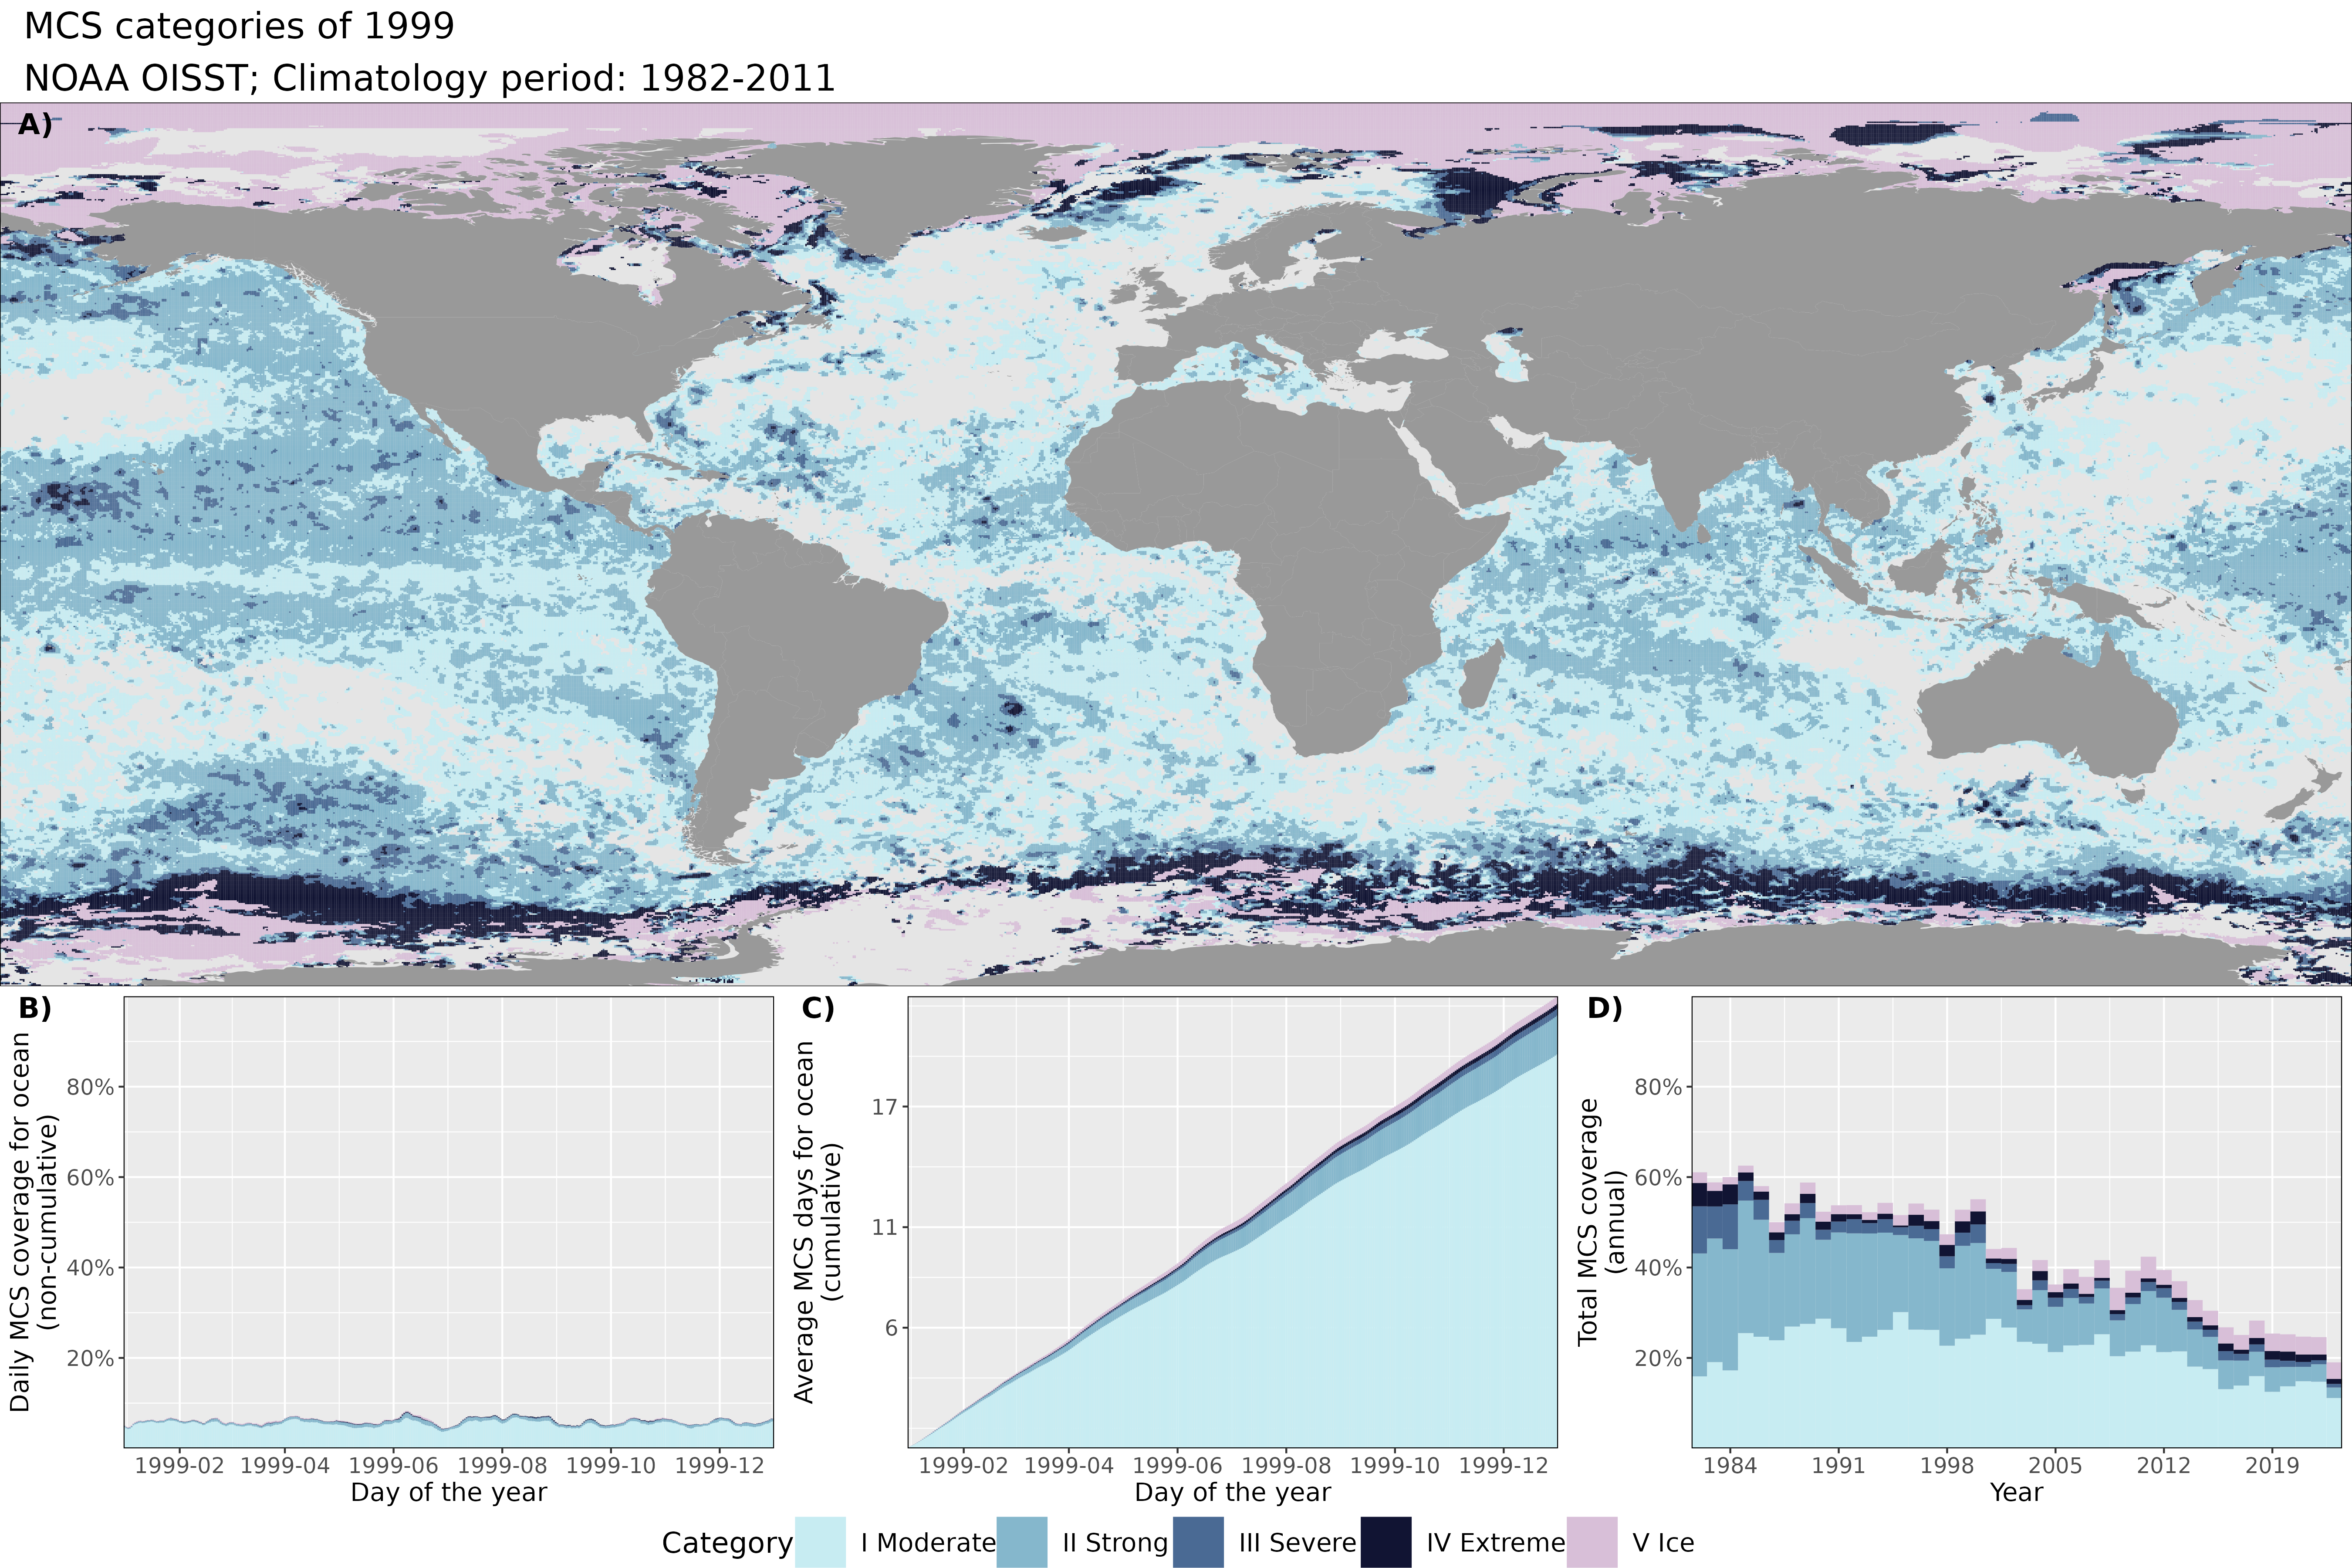 MCS categories of 1999
NOAA OISST; Climatology period: 1982-2011
A)
B)
Daily MCS coverage for ocean
(non-cumulative)
80%
60%
40%
20%
1999-02 1999-04 1999-06 1999-08 1999-10 1999-12
Day of the year
C)
Average MCS days for ocean
(cumulative)
17
11
6
1999-02 1999-04 1999-06 1999-08 1999-10 1999-12
Day of the year
D)
Total MCS coverage
(annual)
80%
60%
40%
20%
1984 1991 1998 2005 2012 2019
Year
Category I Moderate II Strong III Severe IV Extreme V Ice